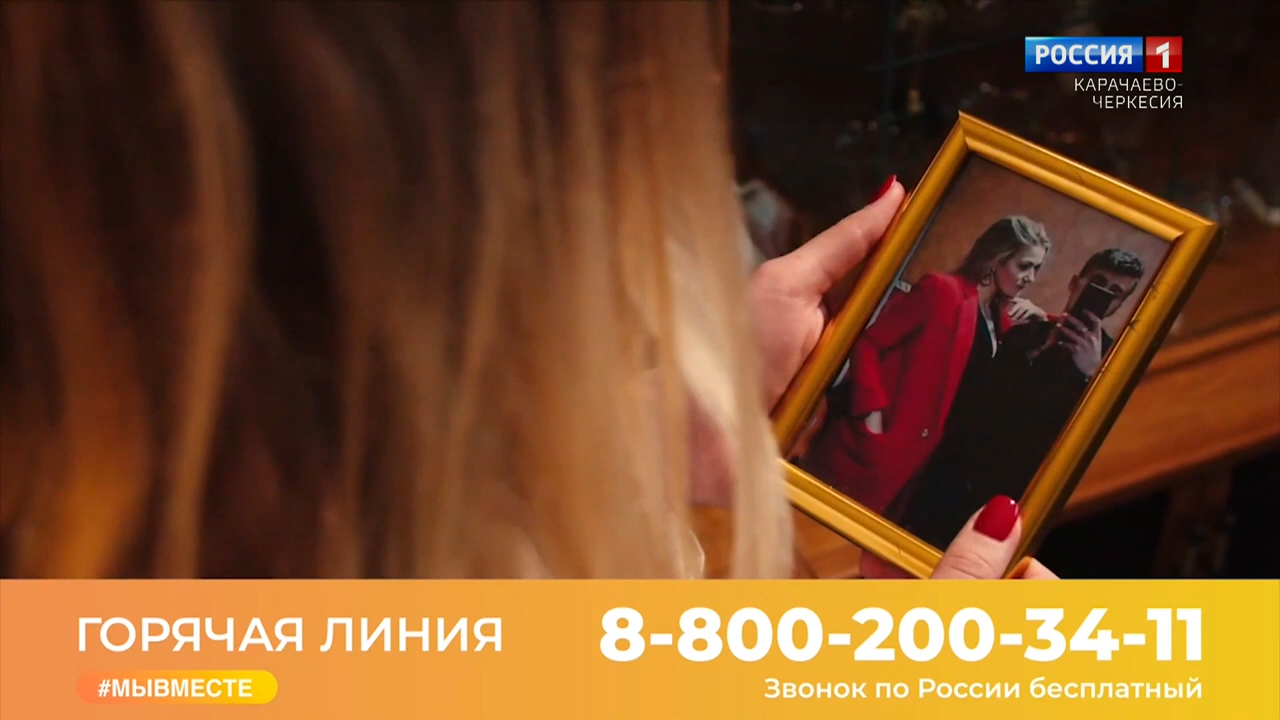 РОССИЯ 1
КАРАЧАЕВО-
ЧЕРКЕСИЯ
ГОРЯЧАЯ ЛИНИЯ
8-800-200-34-11
#МЫВМЕСТЕ
Звонок по России бесплатный